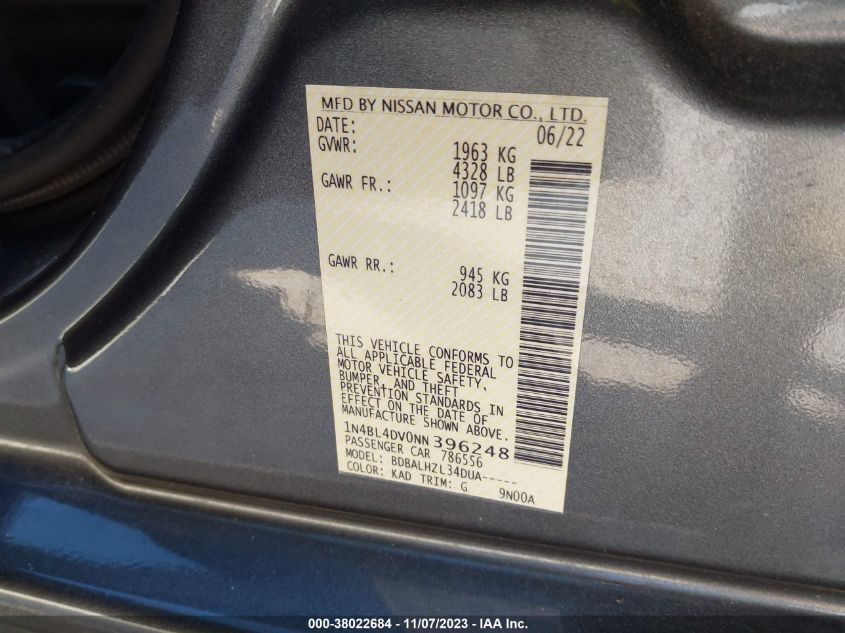 MFD BY NISSAN MOTOR CO., LTD.
DATE: 06/22
GVWR: 1963 KG
4328 LB
GAWR FR.: 1097 KG
2418 LB
GAWR RR.: 945 KG
2083 LB
THIS VEHICLE CONFORMS TO
ALL APPLICABLE FEDERAL
MOTOR VEHICLE SAFETY,
BUMPER, AND THEFT
PREVENTION STANDARDS IN
EFFECT ON THE DATE OF
MANUFACTURE SHOWN ABOVE.
1N4BL4DV0NN396248
PASSENGER CAR 786556
MODEL: BDBALHZL34DUA-----
COLOR: KAD TRIM: G 9N00A
000-38022684 - 11/07/2023 - IAA Inc.